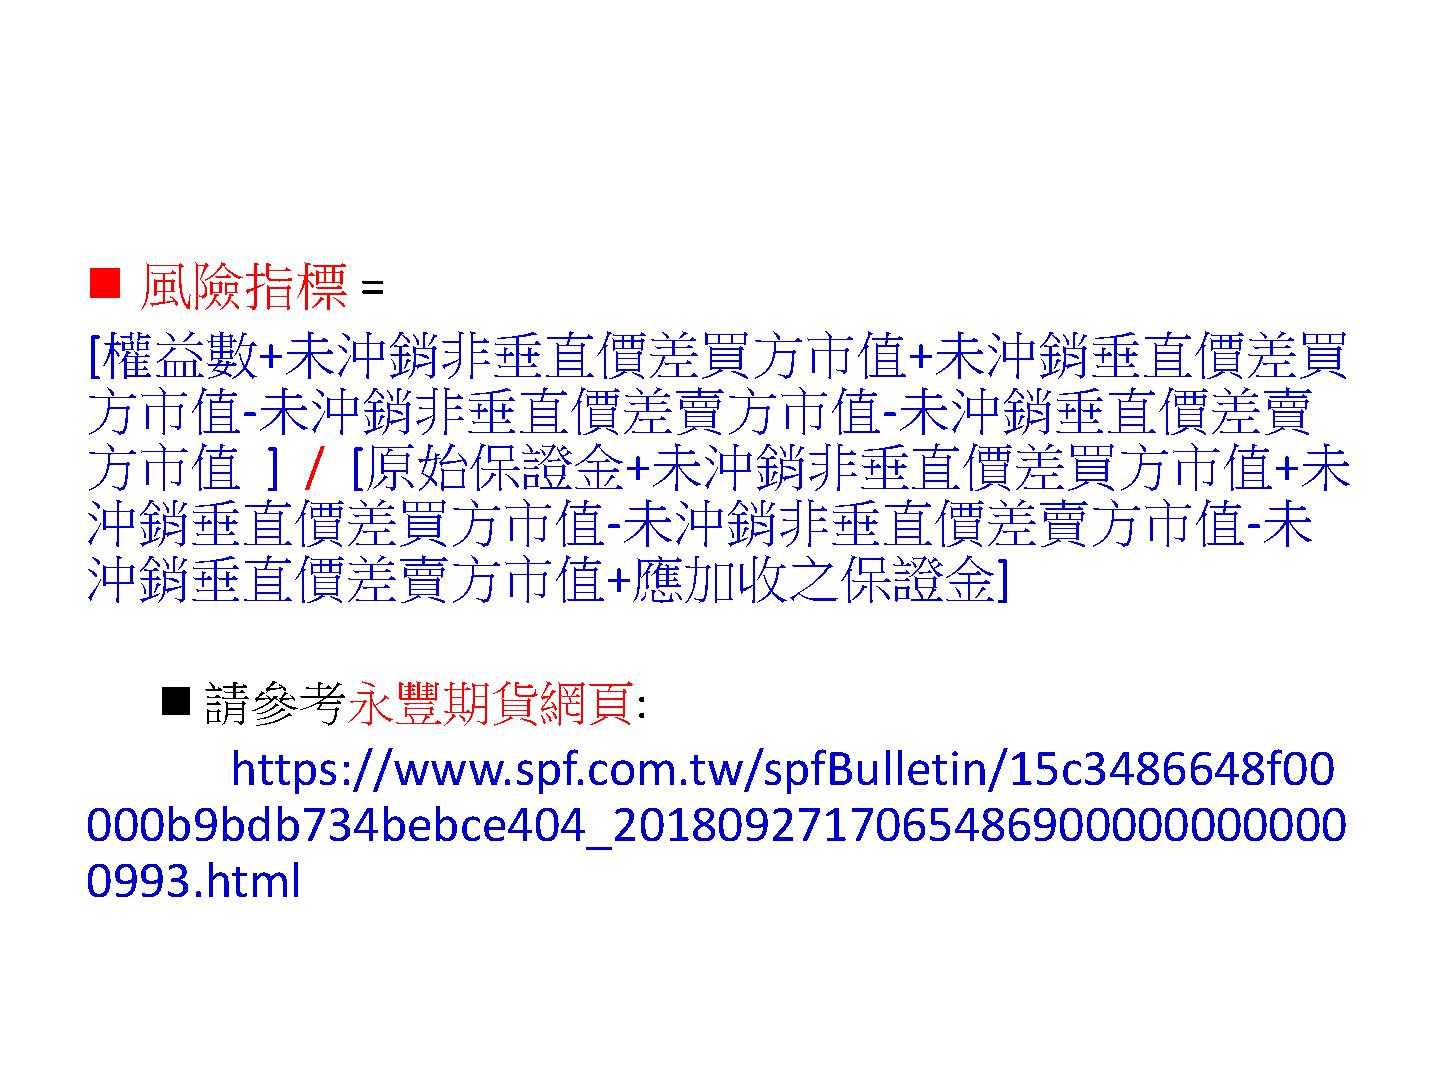 ■ 風險指標 =
[權益數+未沖銷非垂直價差買方市值+未沖銷垂直價差買
方市值-未沖銷非垂直價差賣方市值-未沖銷垂直價差賣
方市值 ] / [原始保證金+未沖銷非垂直價差買方市值+未
沖銷垂直價差買方市值-未沖銷非垂直價差賣方市值-未
沖銷垂直價差賣方市值+應加收之保證金]
■ 請參考永豐期貨網頁:
https://www.spf.com.tw/spfBulletin/15c3486648f00
000b9bdb734bebce404_20180927170654869000000000000
0993.html